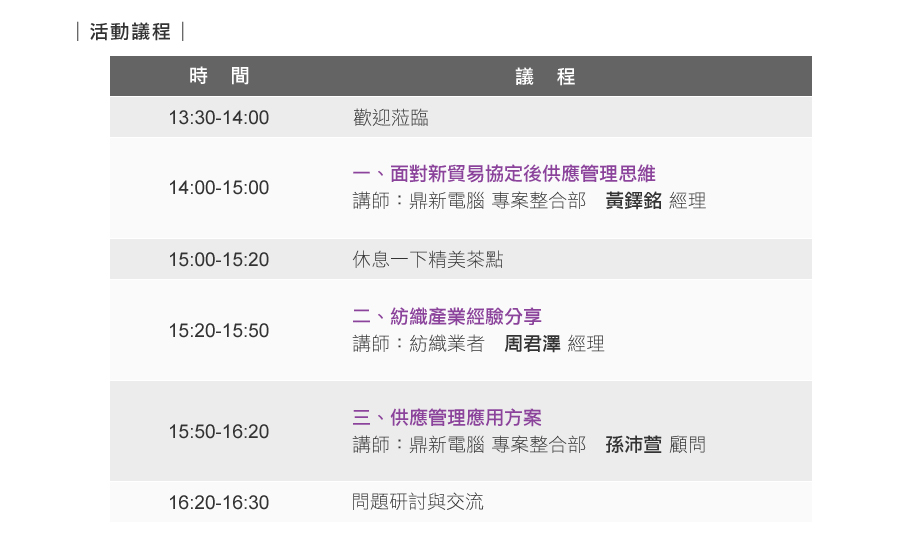 ｜活動議程｜
時 間 議 程
13:30-14:00 歡迎蒞臨
14:00-15:00 一、面對新貿易協定後供應管理思維
講師：鼎新電腦 專案整合部 黃鐸銘 經理
15:00-15:20 休息一下精美茶點
15:20-15:50 二、紡織產業經驗分享
講師：紡織業者 周君澤 經理
15:50-16:20 三、供應管理應用方案
講師：鼎新電腦 專案整合部 孫沛萱 顧問
16:20-16:30 問題研討與交流